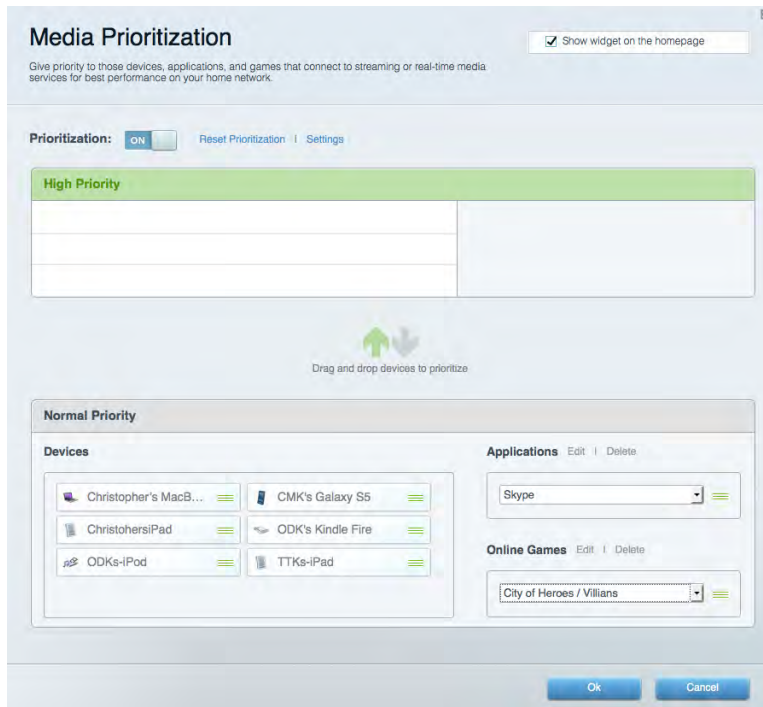 Media Prioritization
Show widget on the homepage
Give priority to those devices, applications, and games that connect to streaming or real-time media
services for best performance on your home network.
Prioritization: ON Reset Prioritization | Settings
High Priority
Drag and drop devices to prioritize
Normal Priority
Devices
Applications Edit | Delete
Christopher's MacB... CMK's Galaxy S5
Skype
ChristohersiPad ODK's Kindle Fire
Online Games Edit | Delete
ODKs-iPod TTKs-iPad
City of Heroes / Villians
Ok Cancel